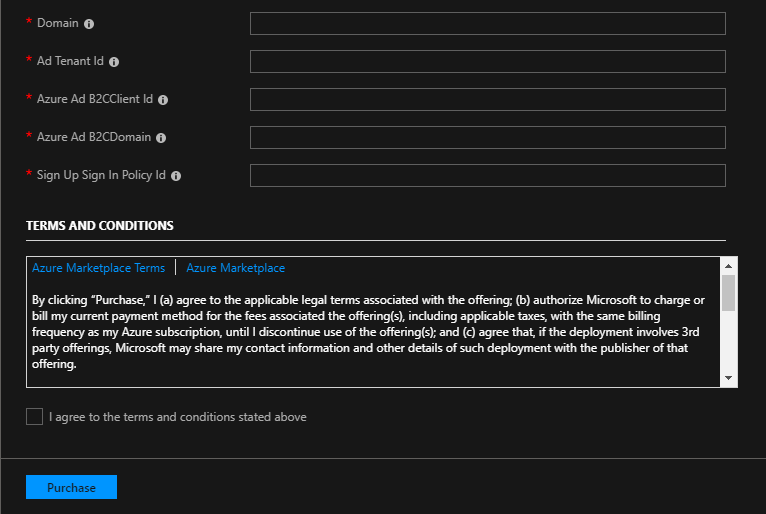 * Domain
* Ad Tenant Id
* Azure Ad B2CClient Id
* Azure Ad B2CDomain
* Sign Up Sign In Policy Id
TERMS AND CONDITIONS
Azure Marketplace Terms | Azure Marketplace
By clicking “Purchase,” I (a) agree to the applicable legal terms associated with the offering; (b) authorize Microsoft to charge or
bill my current payment method for the fees associated the offering(s), including applicable taxes, with the same billing
frequency as my Azure subscription, until I discontinue use of the offering(s); and (c) agree that, if the deployment involves 3rd
party offerings, Microsoft may share my contact information and other details of such deployment with the publisher of that
offering.
I agree to the terms and conditions stated above
Purchase